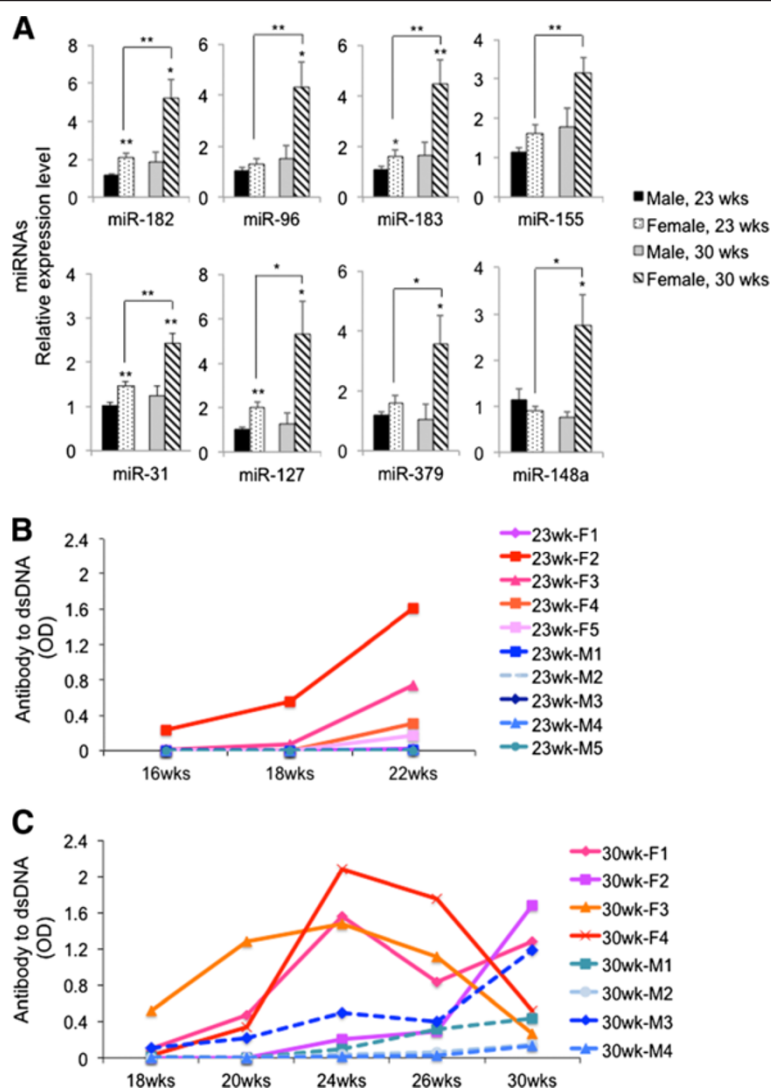 A
miRNAs
Relative expression level
8
6
4
2
0
**
**
*
miR-182
6
4
2
0
**
*
miR-96
6
4
2
0
**
*
**
miR-183
4
3
2
1
0
**
miR-155
Male, 23 wks
Female, 23 wks
Male, 30 wks
Female, 30 wks
4
3
2
1
0
**
**
**
miR-31
8
6
4
2
0
*
**
*
miR-127
6
4
2
0
*
*
miR-379
4
3
2
1
0
*
*
miR-148a
B
Antibody to dsDNA
(OD)
2.4
2
1.6
1.2
0.8
0.4
0
16wks 18wks 22wks
23wk-F1
23wk-F2
23wk-F3
23wk-F4
23wk-F5
23wk-M1
23wk-M2
23wk-M3
23wk-M4
23wk-M5
C
Antibody to dsDNA
(OD)
2.4
2
1.6
1.2
0.8
0.4
0
18wks 20wks 24wks 26wks 30wks
30wk-F1
30wk-F2
30wk-F3
30wk-F4
30wk-M1
30wk-M2
30wk-M3
30wk-M4